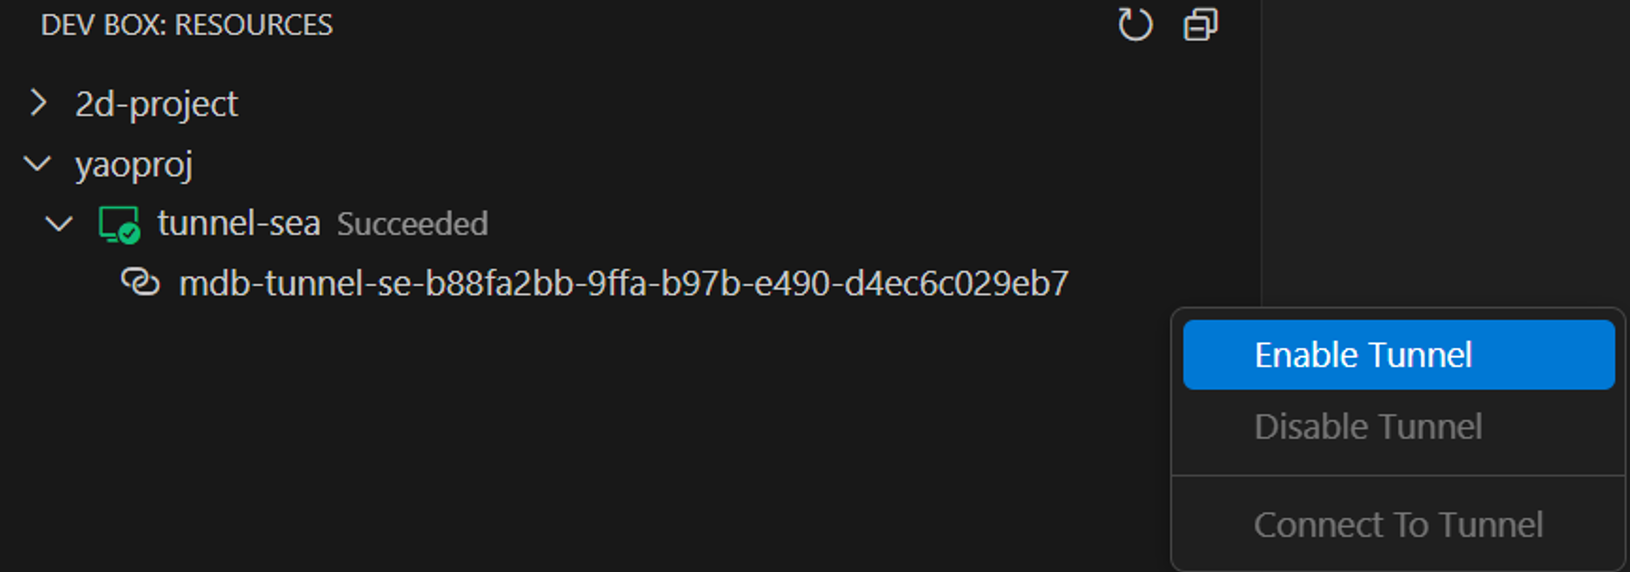 DEV BOX: RESOURCES
2d-project
yaoproj
tunnel-sea Succeeded
mdb-tunnel-se-b88fa2bb-9ffa-b97b-e490-d4ec6c029eb7
Enable Tunnel
Disable Tunnel
Connect To Tunnel